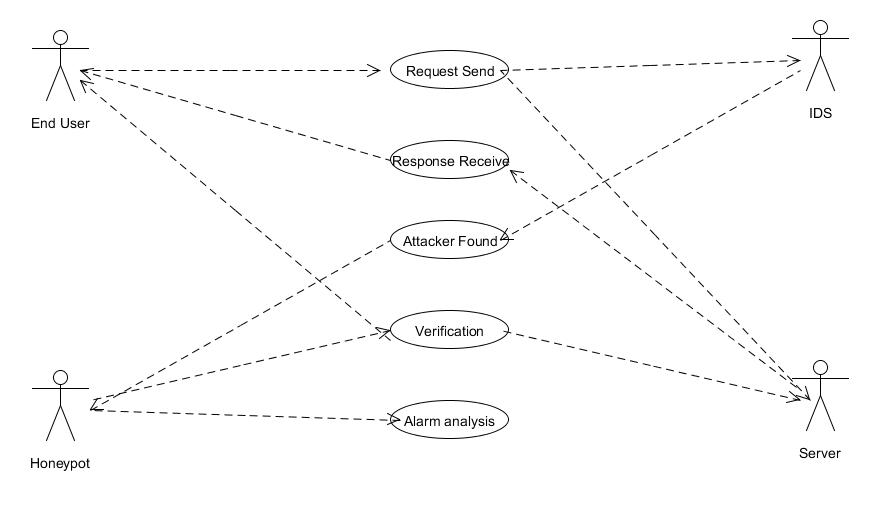 Request Send
End User
IDS
Response Receive
Attacker Found
Verification
Alarm analysis
Honeypot
Server